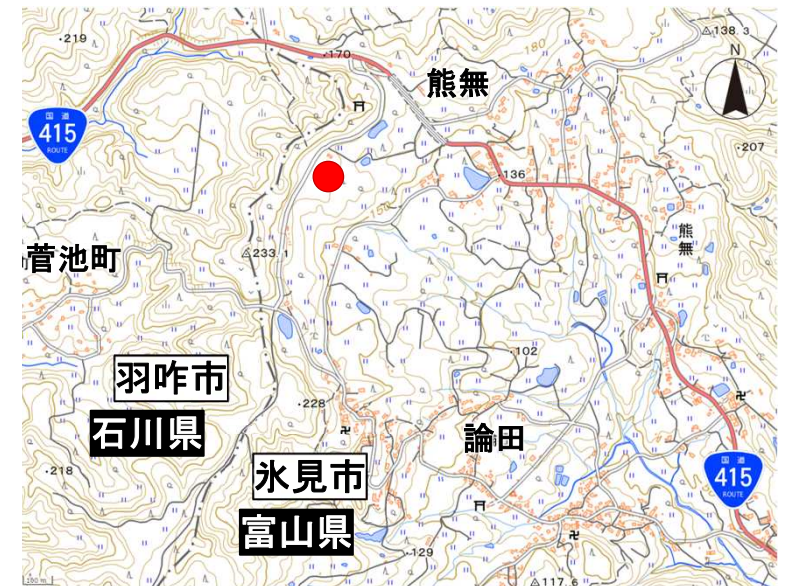 219
170
138.3
N
熊無
国道
415
ROUTE
207
136
150
180
熊無
菅池町
233.1
102
羽咋市
228
石川県
論田
氷見市
218
国道
415
ROUTE
富山県
129
117.6
100 m